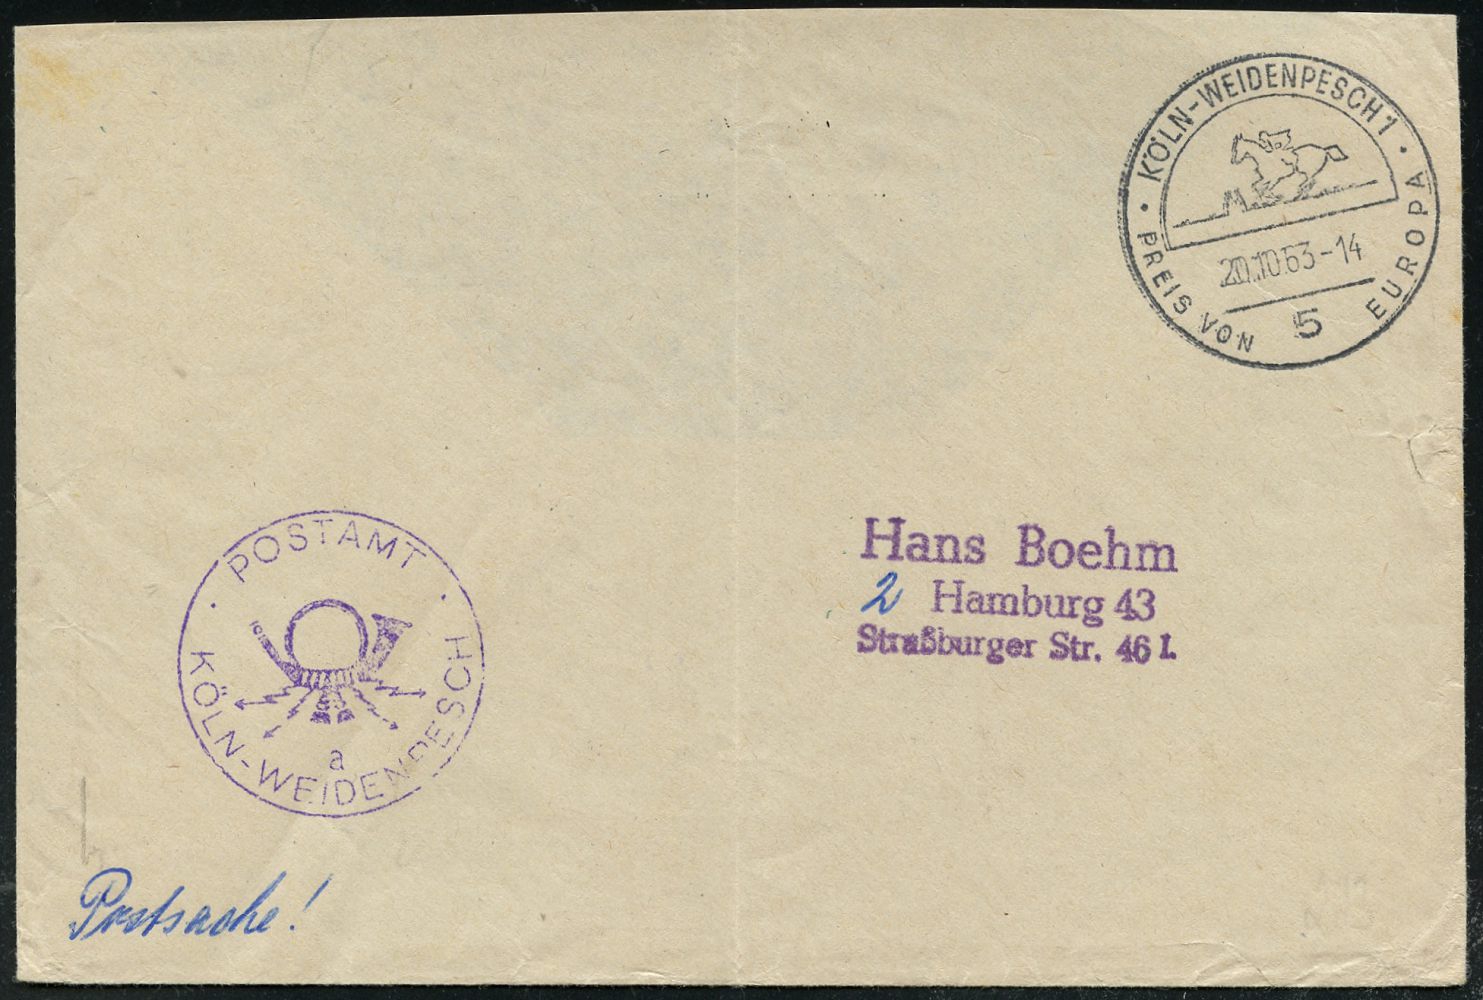 · KÖLN-WEIDENPESCH 1 ·
20.10.63-14
5
PREIS VON EUROPA
Hans Boehm
2 Hamburg 43
Straßburger Str. 46 I.
· POSTAMT ·
a
KÖLN-WEIDENPESCH
Postsache!